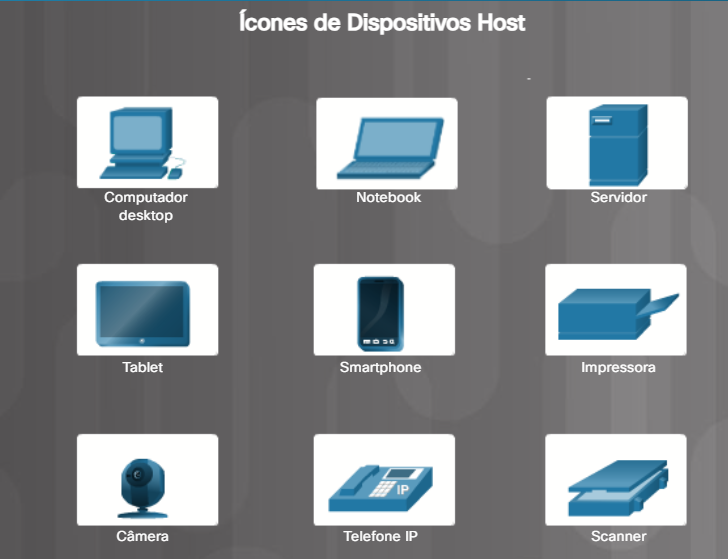 Ícones de Dispositivos Host
Computador
desktop
Notebook
Servidor
Tablet
Smartphone
Impressora
IP
Câmera
Telefone IP
Scanner